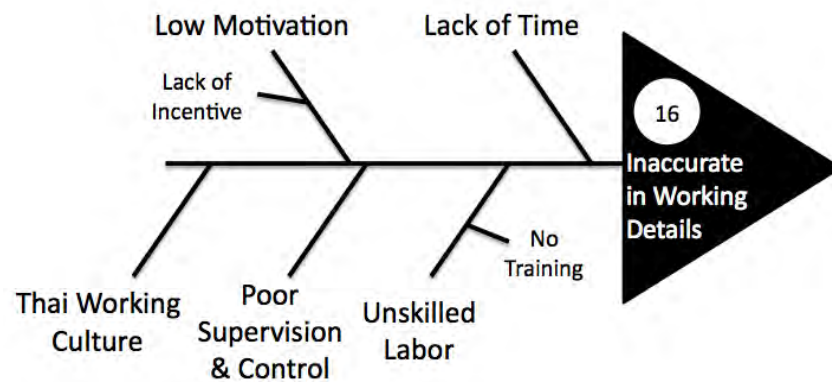 Low Motivation
Lack of Time
Lack of
Incentive
16
Inaccurate
in Working
Details
No
Training
Thai Working
Culture
Poor
Supervision
& Control
Unskilled
Labor